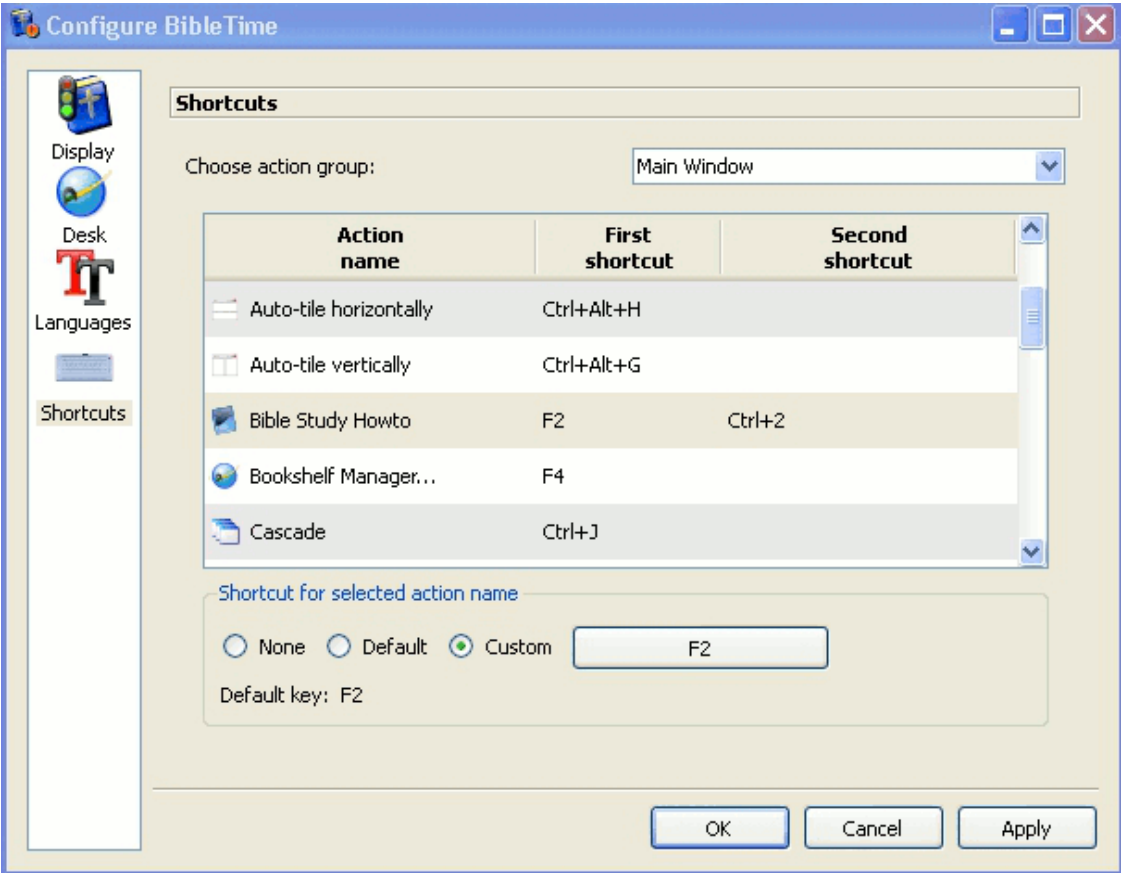 Configure BibleTime
Display
Desk
Languages
Shortcuts
Shortcuts
Choose action group: Main Window
Action name First shortcut Second shortcut
Auto-tile horizontally Ctrl+Alt+H
Auto-tile vertically Ctrl+Alt+G
Bible Study Howto F2 Ctrl+2
Bookshelf Manager... F4
Cascade Ctrl+J
Shortcut for selected action name
None Default Custom F2
Default key: F2
OK Cancel Apply